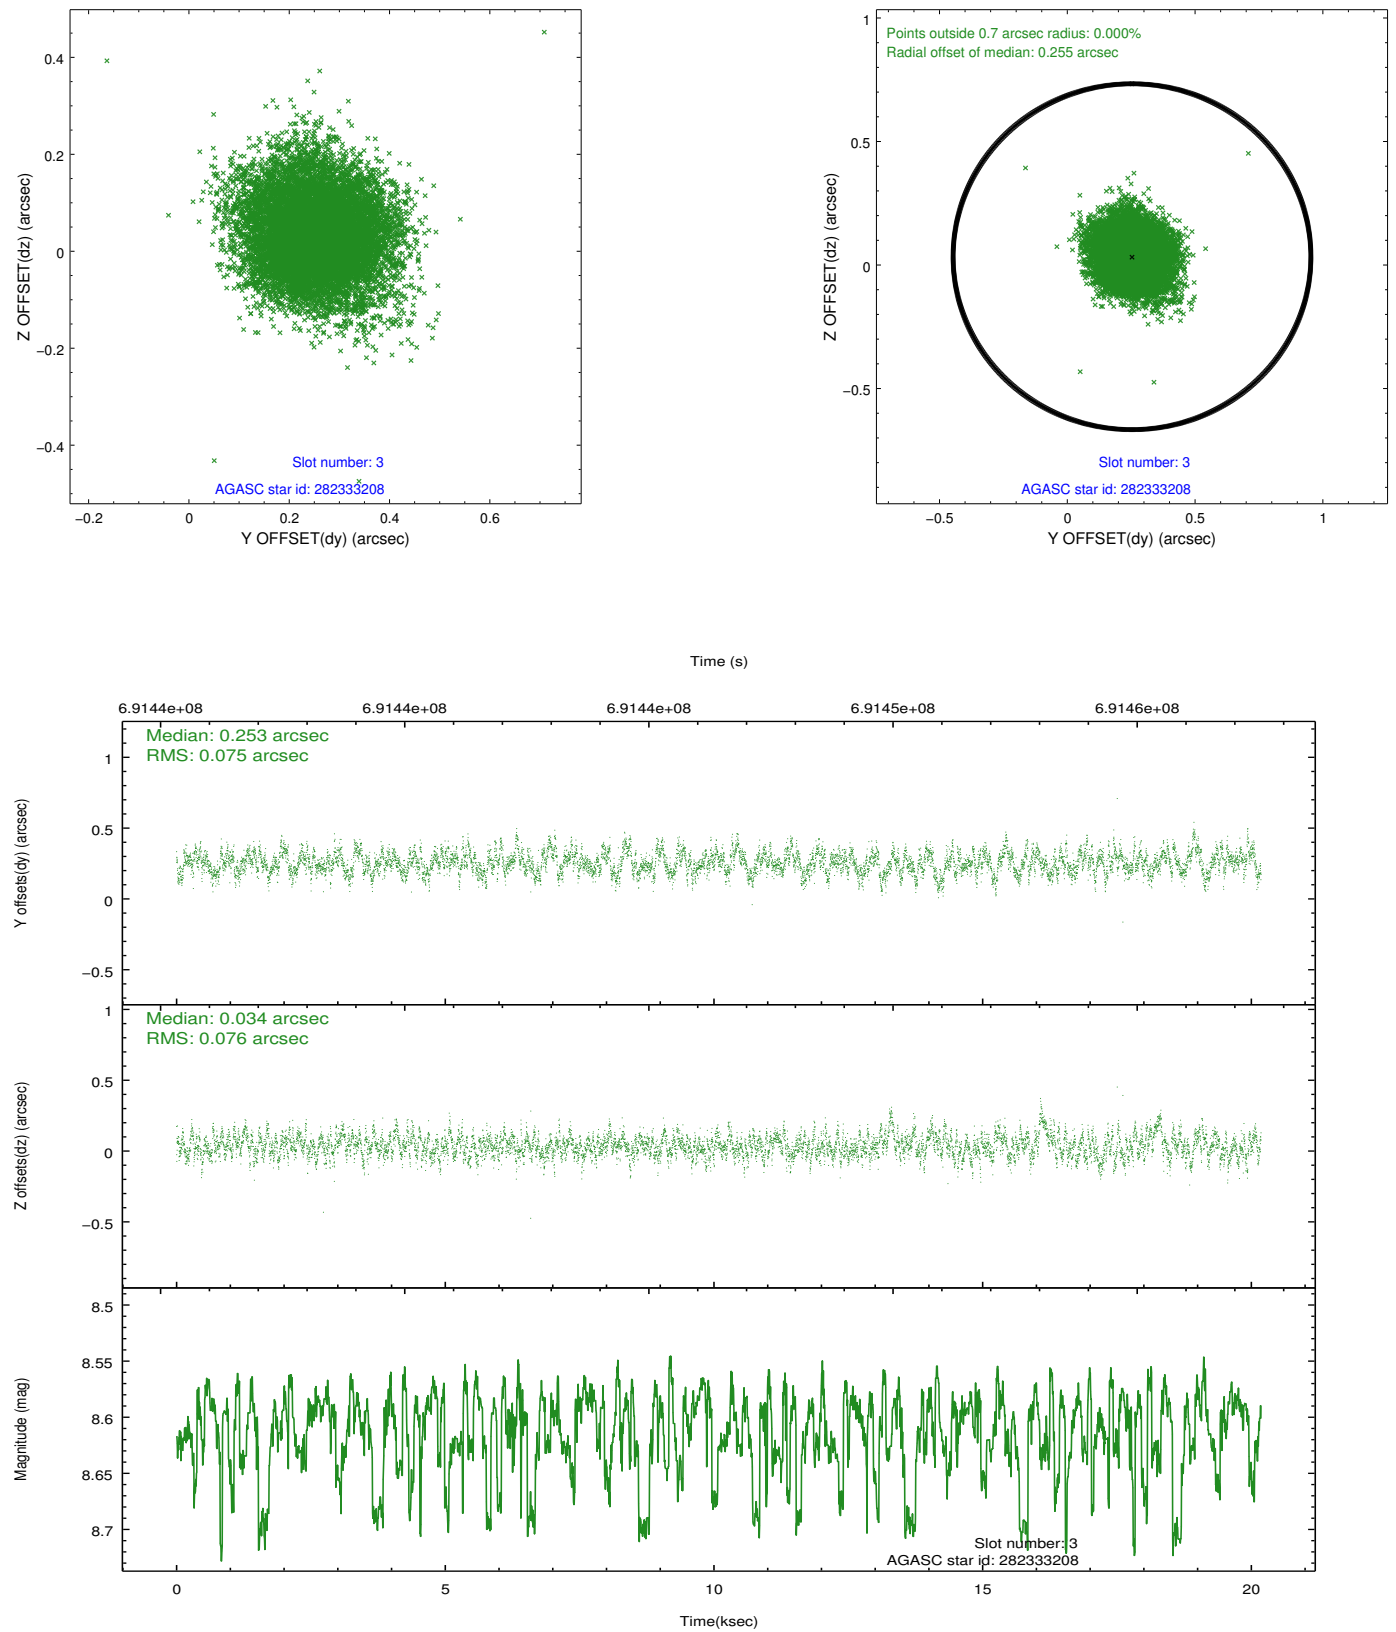 Points outside 0.7 arcsec radius: 0.000%
Radial offset of median: 0.255 arcsec
0.4
0.2
0
−0.2
−0.4
Z OFFSET(dz) (arcsec)
Slot number: 3
AGASC star id: 282333208
−0.2 0 0.2 0.4 0.6
Y OFFSET(dy) (arcsec)
1
0.5
0
−0.5
Z OFFSET(dz) (arcsec)
Slot number: 3
AGASC star id: 282333208
−0.5 0 0.5 1
Y OFFSET(dy) (arcsec)
Time (s)
6.9144e+08 6.9144e+08 6.9144e+08 6.9145e+08 6.9146e+08
Median: 0.253 arcsec
RMS: 0.075 arcsec
1
0.5
0
−0.5
Y offsets(dy) (arcsec)
Median: 0.034 arcsec
RMS: 0.076 arcsec
1
0.5
0
−0.5
Z offsets(dz) (arcsec)
8.5
8.55
8.6
8.65
8.7
Magnitude (mag)
Slot number: 3
AGASC star id: 282333208
0 5 10 15 20
Time(ksec)